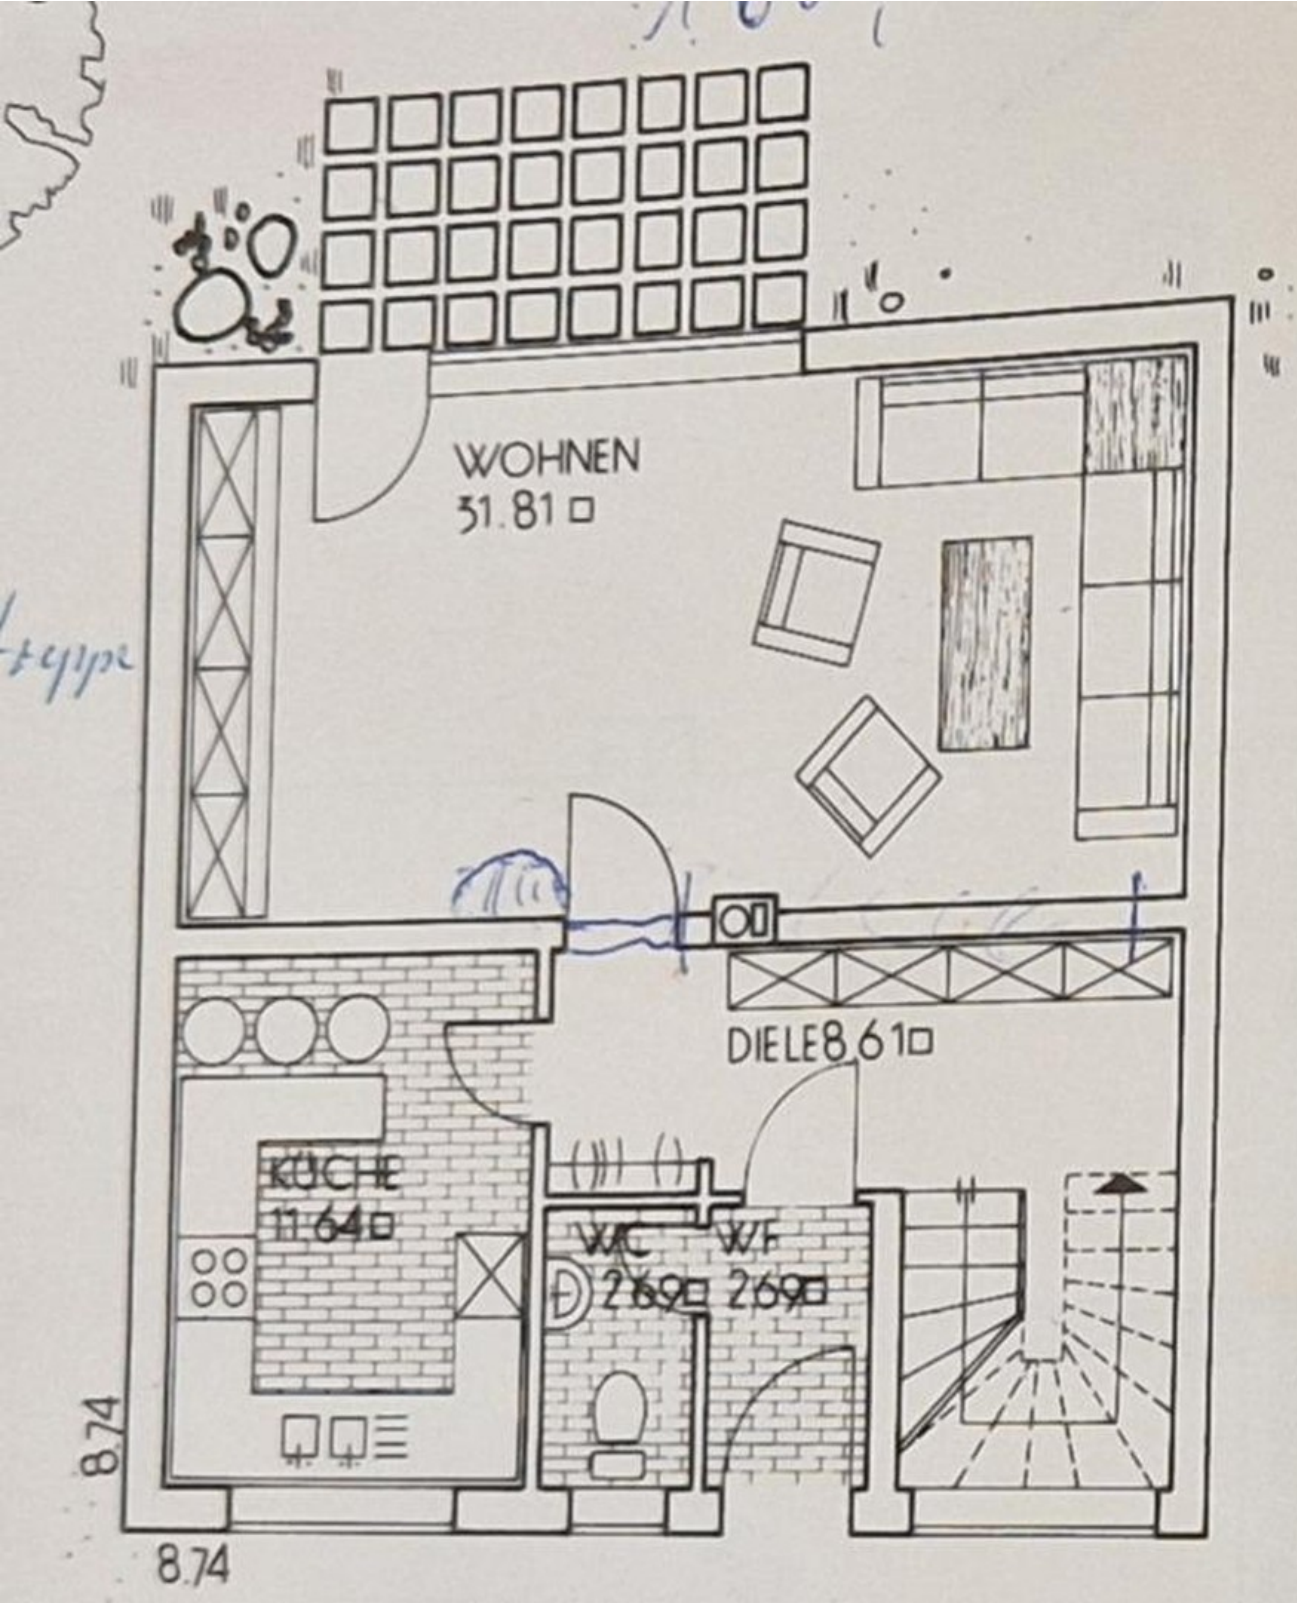 WOHNEN
31.81 □
DIELE 8.61 □
KÜCHE
11.64 □
WC
2.69 □
WF
2.69 □
8.74
8.74